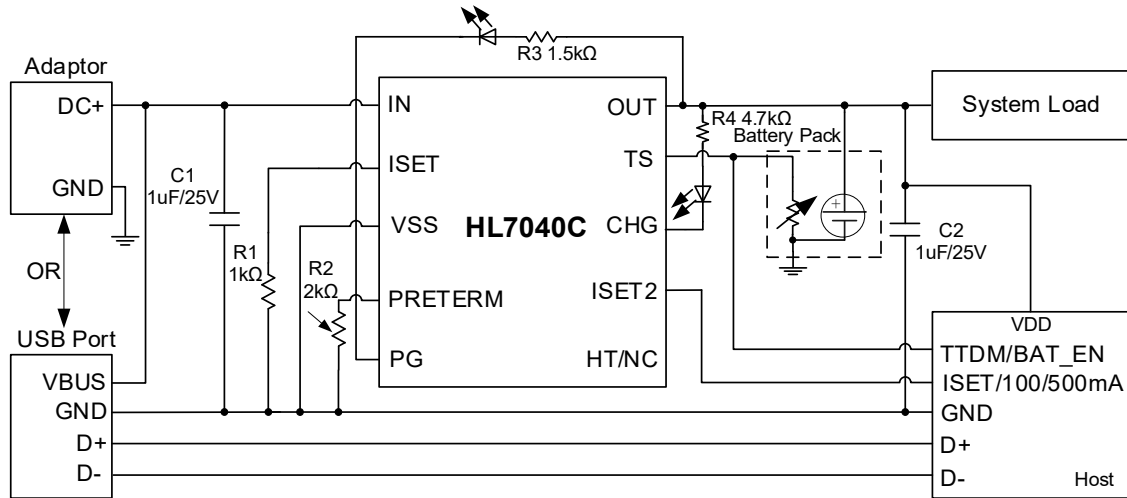 R3 1.5kΩ
Adaptor
DC+
GND
OR
USB Port
VBUS
GND
D+
D-
C1
1uF/25V
R1
1kΩ
R2
2kΩ
IN
ISET
VSS
PRETERM
PG
HL7040C
OUT
TS
CHG
ISET2
HT/NC
R4 4.7kΩ
Battery Pack
+
System Load
C2
1uF/25V
VDD
TTDM/BAT_EN
ISET/100/500mA
GND
D+
D-
Host